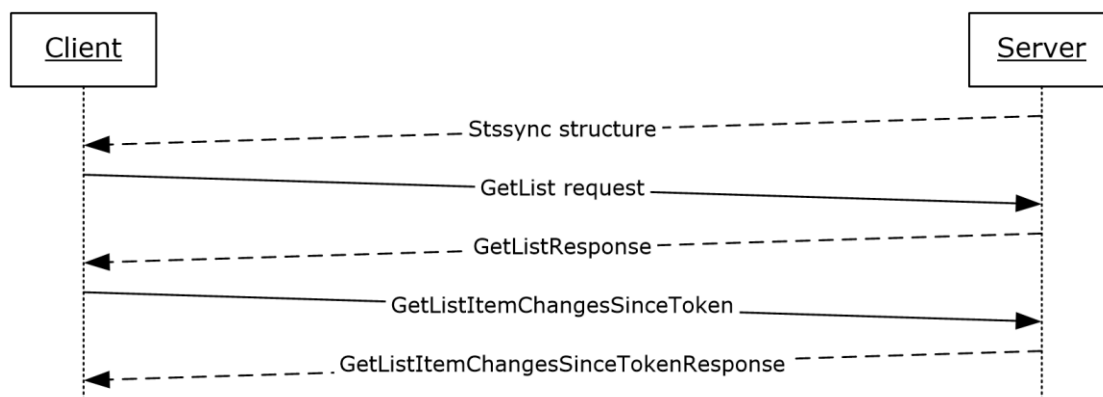 Client
Server
Stssync structure
GetList request
GetListResponse
GetListItemChangesSinceToken
GetListItemChangesSinceTokenResponse